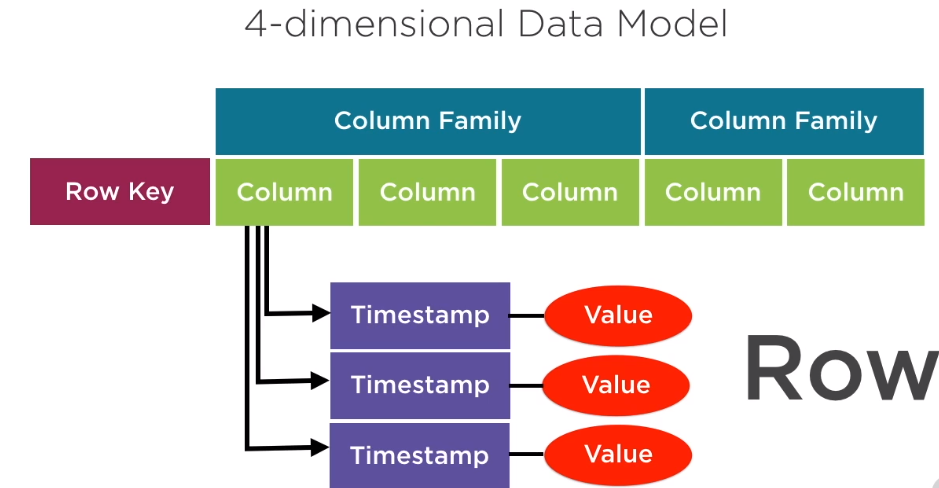 4-dimensional Data Model
Column Family Column Family
Row Key Column Column Column Column Column
Timestamp Value
Row
Timestamp Value
Timestamp Value